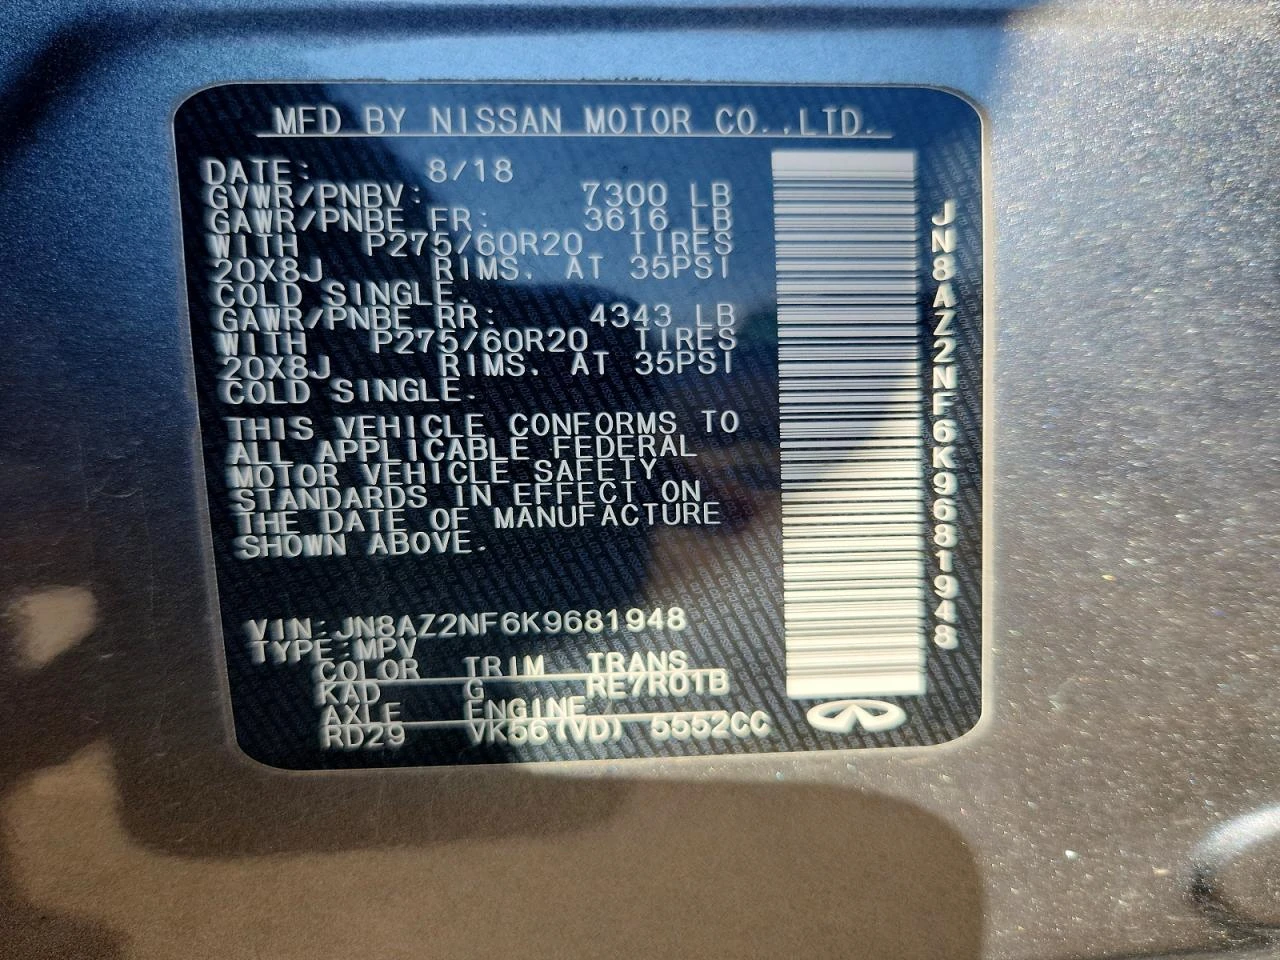 MFD BY NISSAN MOTOR CO.,LTD.
DATE: 8/18
GVWR/PNBV: 7300 LB
GAWR/PNBE FR: 3616 LB
WITH P275/60R20 TIRES
20X8J RIMS. AT 35PSI
COLD SINGLE.
GAWR/PNBE RR: 4343 LB
WITH P275/60R20 TIRES
20X8J RIMS. AT 35PSI
COLD SINGLE.
THIS VEHICLE CONFORMS TO
ALL APPLICABLE FEDERAL
MOTOR VEHICLE SAFETY
STANDARDS IN EFFECT ON
THE DATE OF MANUFACTURE
SHOWN ABOVE.
VIN:JN8AZ2NF6K9681948
TYPE:MPV
COLOR TRIM TRANS
KAD G RE7R01B
AXLE ENGINE
RD29 VK56(VD) 5552CC
JN8AZ2NF6K9681948